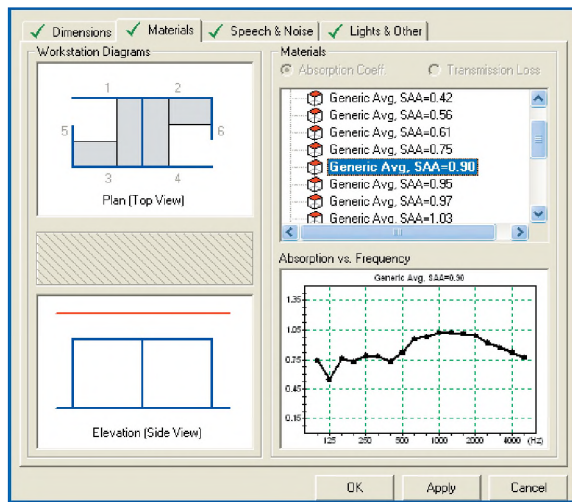 Dimensions
Materials
Speech & Noise
Lights & Other
Workstation Diagrams
1 2
5 6
3 4
Plan (Top View)
Elevation (Side View)
Materials
Absorption Coeff.
Transmission Loss
Generic Avg, SAA=0.42
Generic Avg, SAA=0.56
Generic Avg, SAA=0.61
Generic Avg, SAA=0.75
Generic Avg, SAA=0.90
Generic Avg, SAA=0.95
Generic Avg, SAA=0.97
Generic Avg, SAA=1.03
Absorption vs. Frequency
Generic Avg, SAA=0.90
1.35
1.05
0.75
0.45
0.15
125 250 500 1000 2000 4000 (Hz)
OK
Apply
Cancel